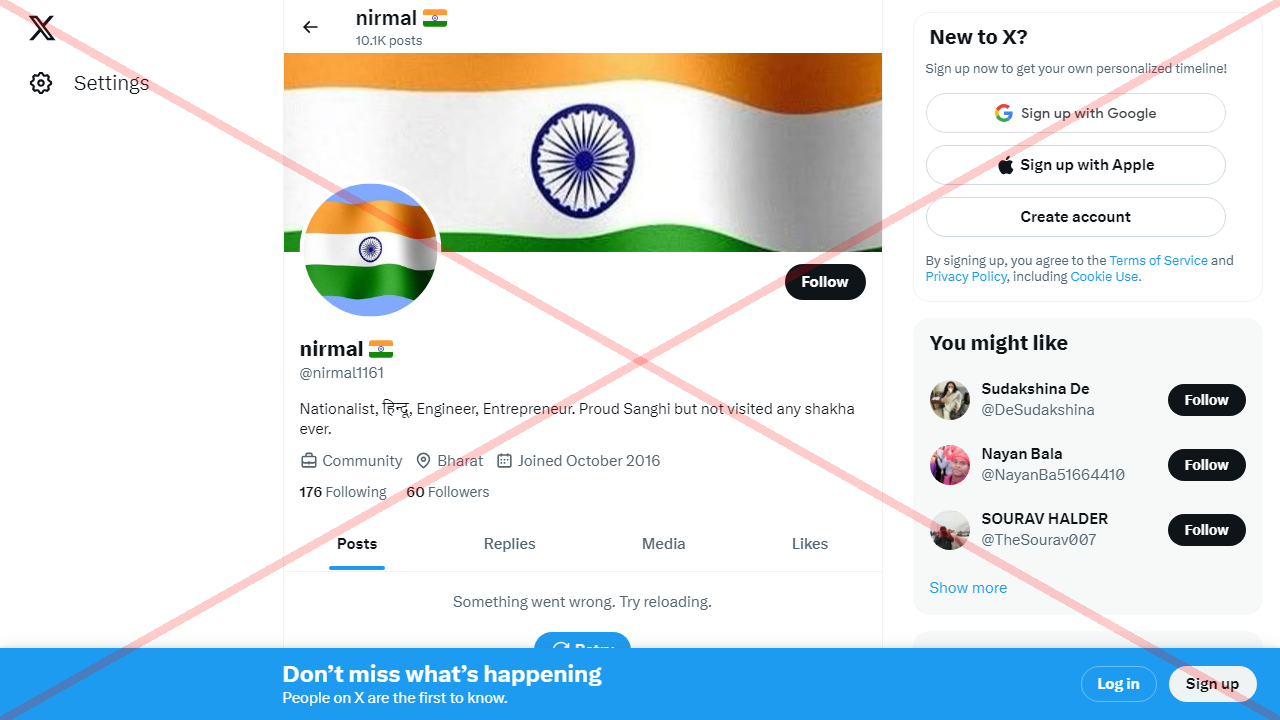 Settings
nirmal
10.1K posts
Follow
nirmal
@nirmal1161
Nationalist, हिन्दू, Engineer, Entrepreneur. Proud Sanghi but not visited any shakha
ever.
Community Bharat Joined October 2016
176 Following 60 Followers
Posts Replies Media Likes
Something went wrong. Try reloading.
Retry
New to X?
Sign up now to get your own personalized timeline!
Sign up with Google
Sign up with Apple
Create account
By signing up, you agree to the Terms of Service and
Privacy Policy, including Cookie Use.
You might like
Sudakshina De
@DeSudakshina
Follow
Nayan Bala
@NayanBa51664410
Follow
SOURAV HALDER
@TheSourav007
Follow
Show more
Don’t miss what’s happening
People on X are the first to know.
Log in
Sign up